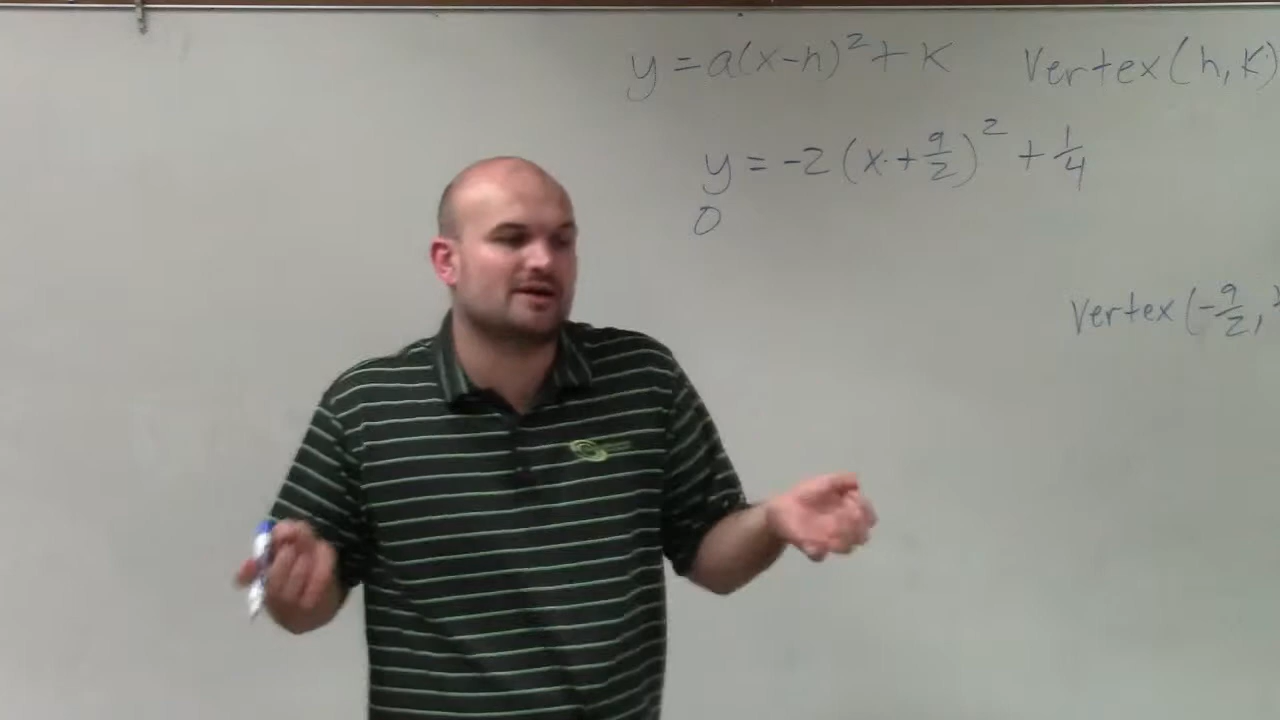 y = a(x-h)² + k Vertex (h, k)
y = -2 (x + 9/2)² + 1/4
0
Vertex (-9/2,